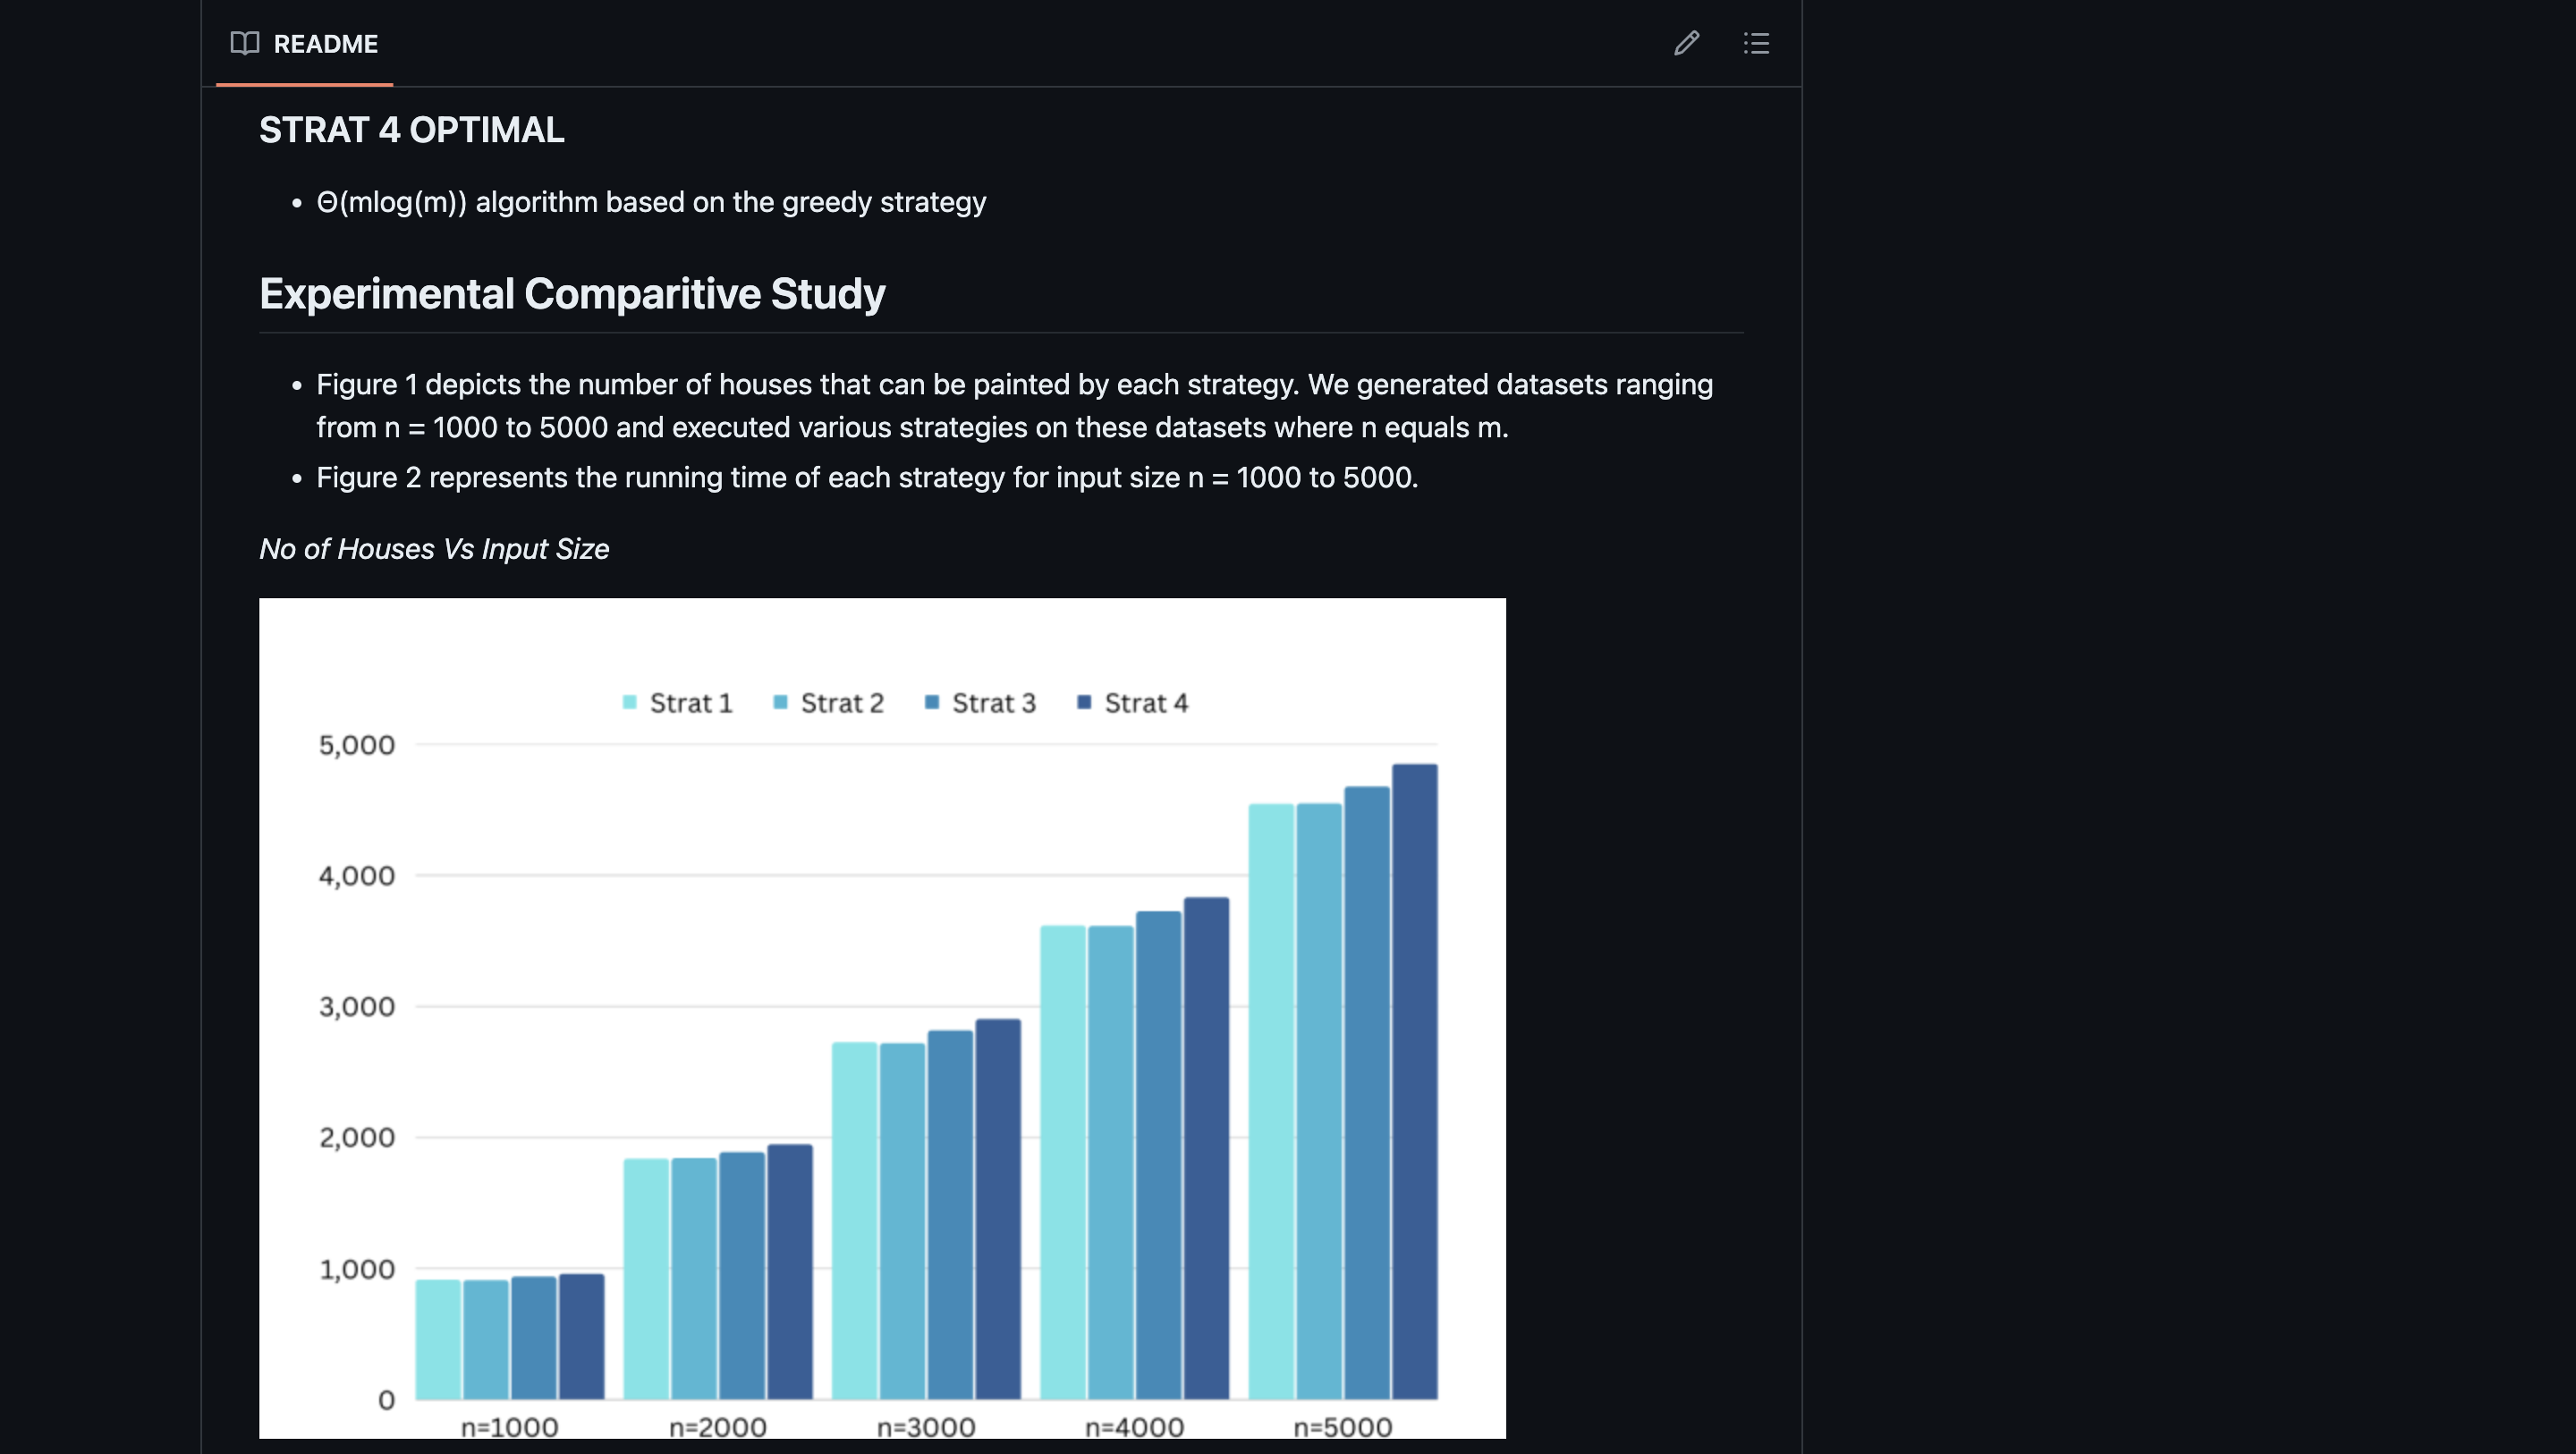 README
STRAT 4 OPTIMAL
• Θ(mlog(m)) algorithm based on the greedy strategy
Experimental Comparitive Study
• Figure 1 depicts the number of houses that can be painted by each strategy. We generated datasets ranging
from n = 1000 to 5000 and executed various strategies on these datasets where n equals m.
• Figure 2 represents the running time of each strategy for input size n = 1000 to 5000.
No of Houses Vs Input Size
Strat 1 Strat 2 Strat 3 Strat 4
5,000
4,000
3,000
2,000
1,000
0
n=1000 n=2000 n=3000 n=4000 n=5000